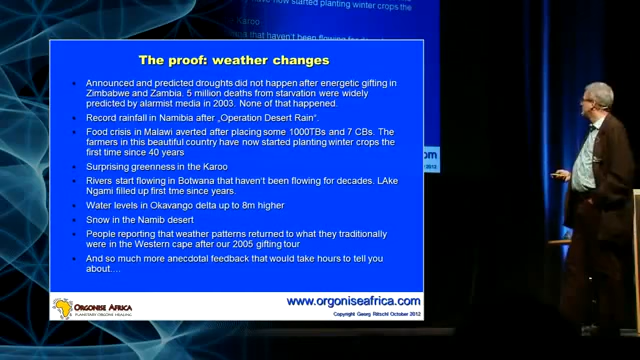 The proof: weather changes
Announced and predicted droughts did not happen after energetic gifting in
Zimbabwe and Zambia. 5 million deaths from starvation were widely
predicted by alarmist media in 2003. None of that happened.
Record rainfall in Namibia after „Operation Desert Rain“.
Food crisis in Malawi averted after placing some 1000TBs and 7 CBs. The
farmers in this beautiful country have now started planting winter crops the
first time since 40 years
Surprising greenness in the Karoo
Rivers start flowing in Botwana that haven't been flowing for decades. LAke
Ngami filled up first tme since years.
Water levels in Okavango delta up to 8m higher
Snow in the Namib desert
People reporting that weather patterns returned to what they traditionally
were in the Western cape after our 2005 gifting tour
And so much more anecdotal feedback that would take hours to tell you
about….
ORGONISE AFRICA
PLANETARY ORGONE HEALING
www.orgoniseafrica.com
Copyright Georg Ritschl October 2012